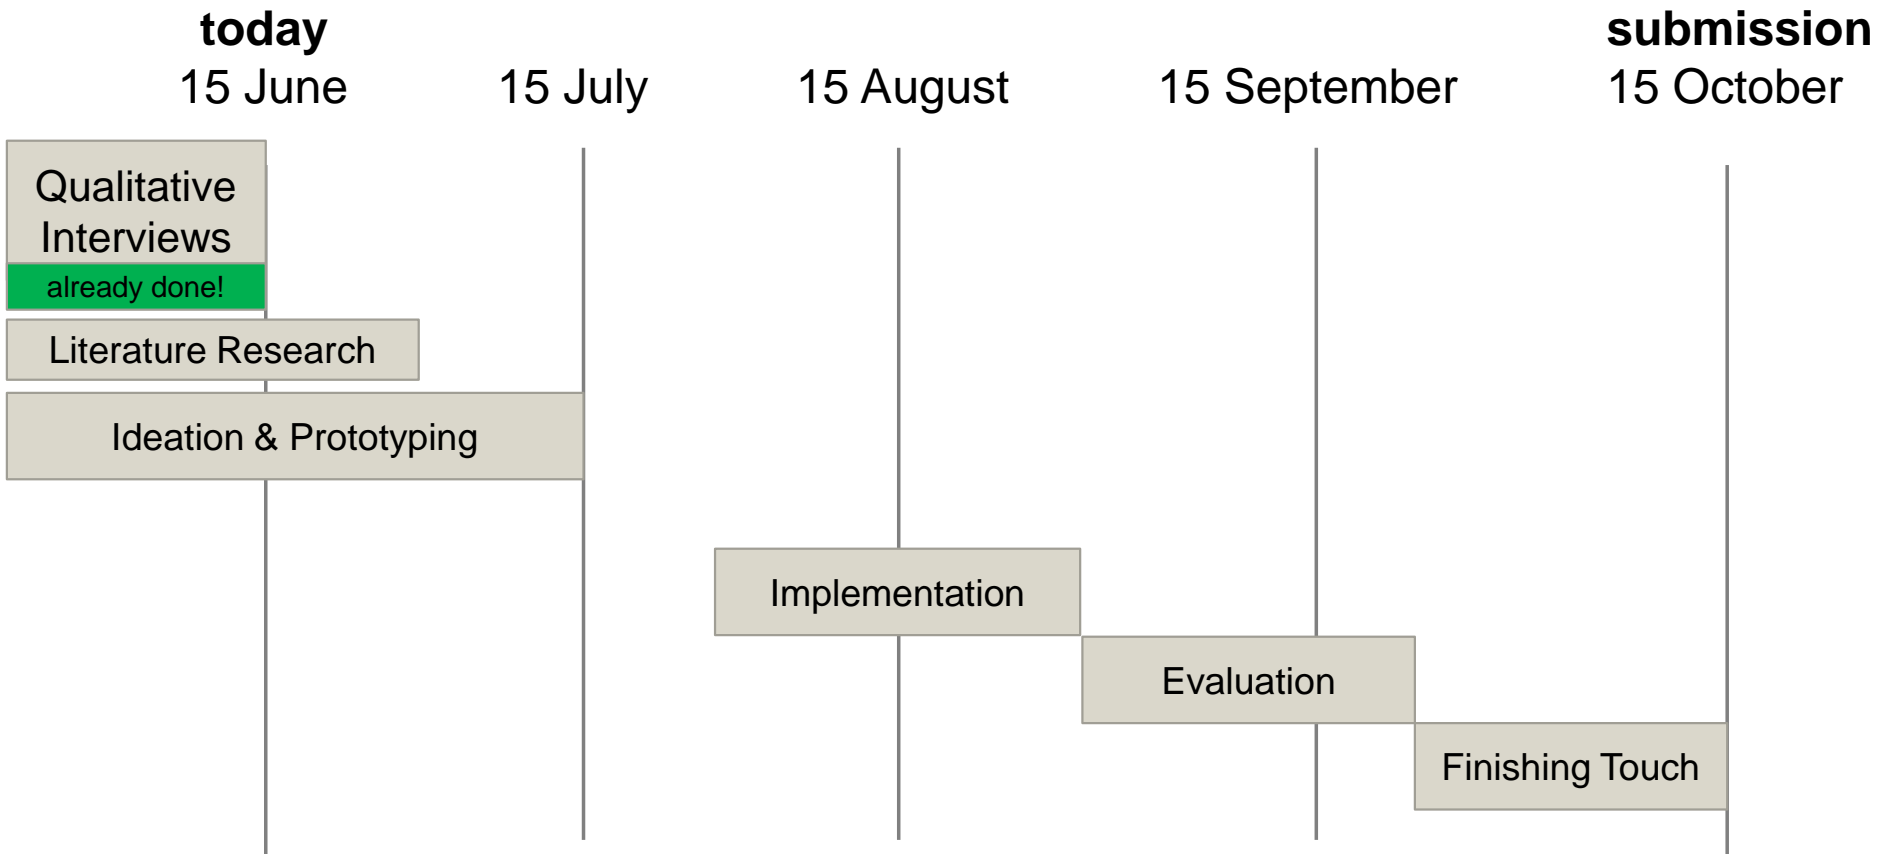 today
submission
15 June
15 July
15 August
15 September
15 October
Qualitative
Interviews
already done!
Literature Research
Ideation & Prototyping
Implementation
Evaluation
Finishing Touch